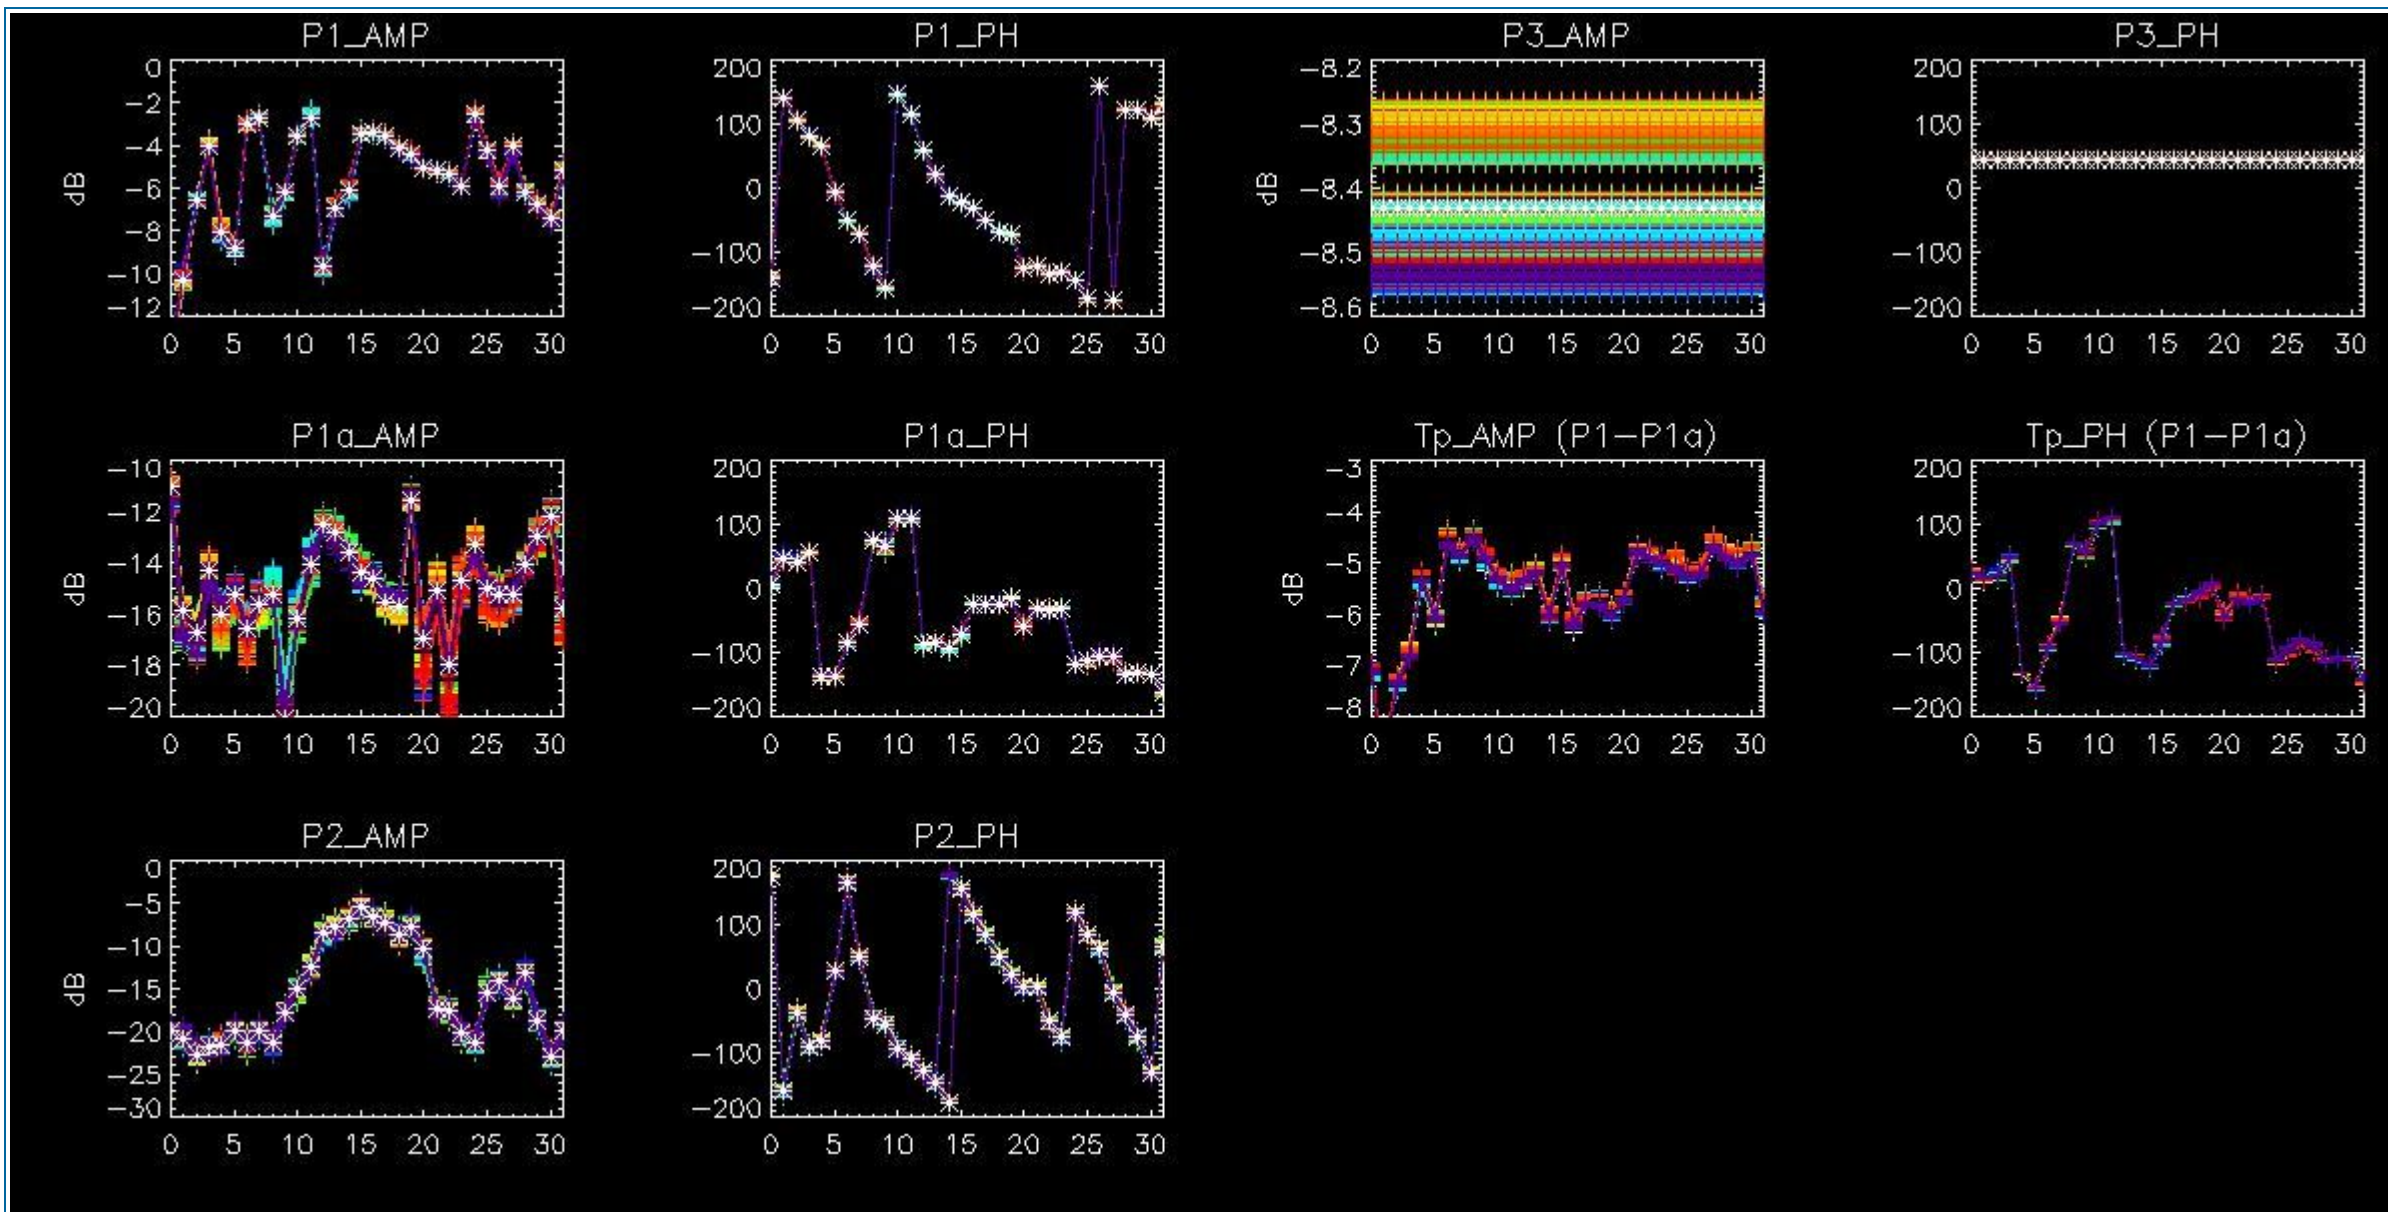 P1_AMP
P1_PH
P3_AMP
P3_PH
0
−2
−4
−6
−8
−10
−12
dB
0 5 10 15 20 25 30
200
100
0
−100
−200
0 5 10 15 20 25 30
−8.2
−8.3
−8.4
−8.5
−8.6
dB
0 5 10 15 20 25 30
200
100
0
−100
−200
0 5 10 15 20 25 30
P1a_AMP
P1a_PH
Tp_AMP (P1−P1a)
Tp_PH (P1−P1a)
−10
−12
−14
−16
−18
−20
dB
0 5 10 15 20 25 30
200
100
0
−100
−200
0 5 10 15 20 25 30
−3
−4
−5
−6
−7
−8
dB
0 5 10 15 20 25 30
200
100
0
−100
−200
0 5 10 15 20 25 30
P2_AMP
P2_PH
0
−5
−10
−15
−20
−25
−30
dB
0 5 10 15 20 25 30
200
100
0
−100
−200
0 5 10 15 20 25 30